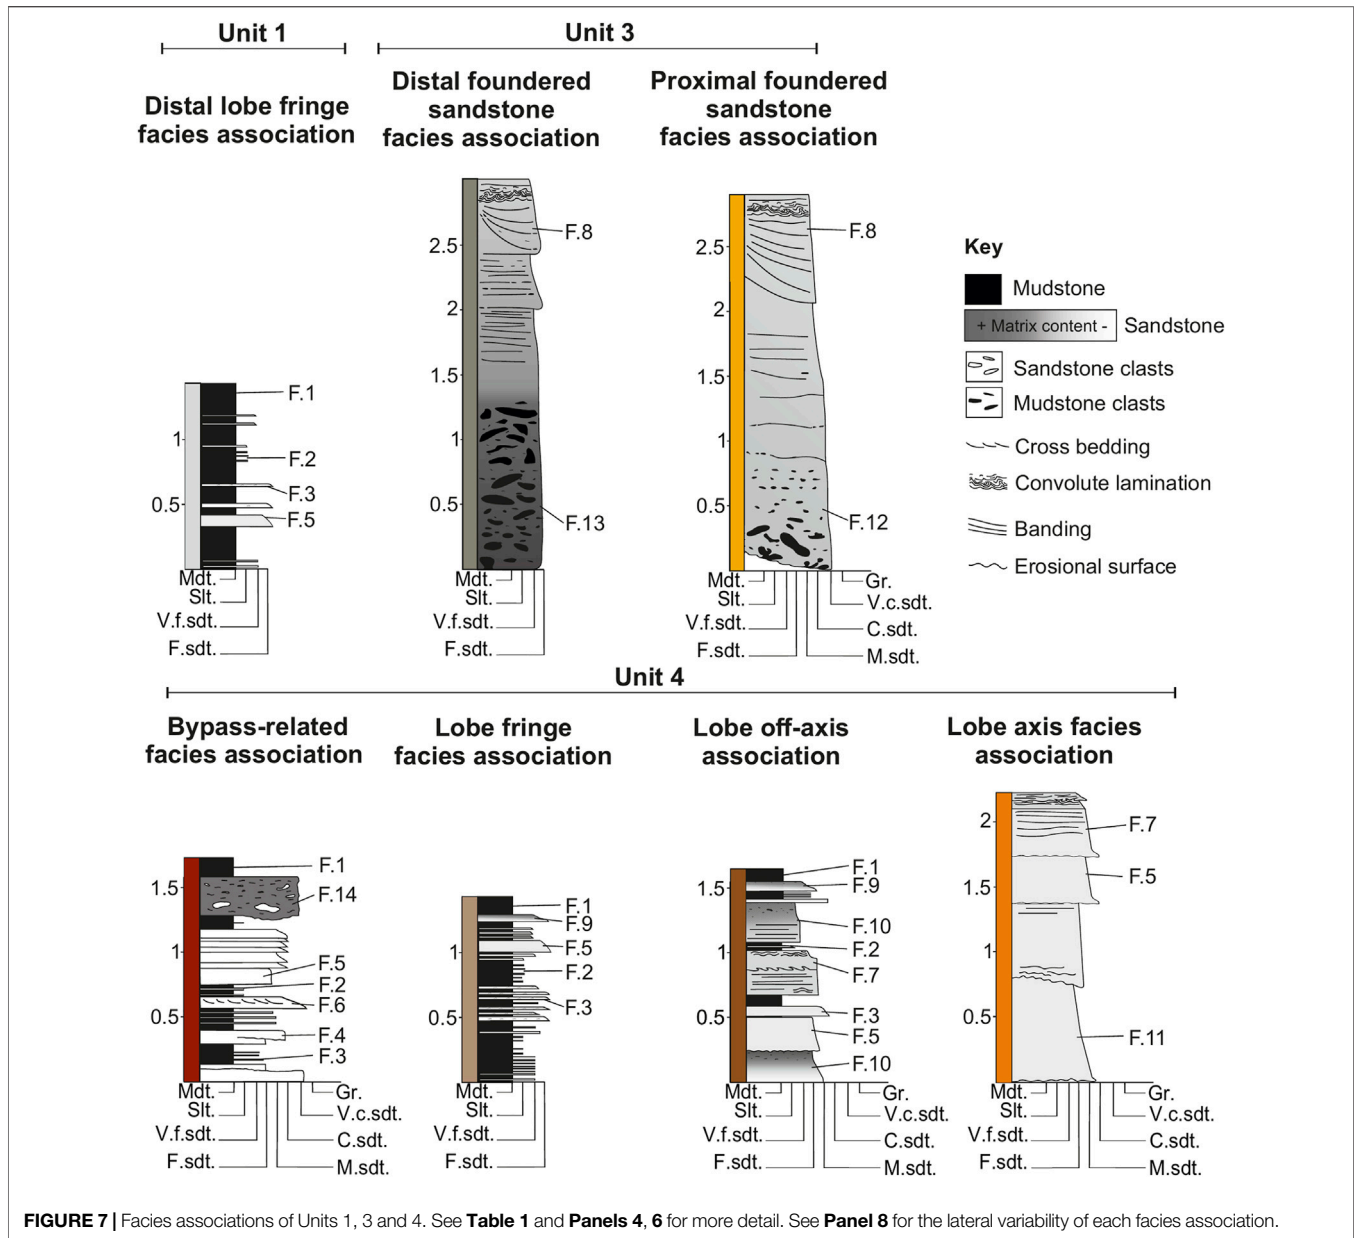 Unit 1
Unit 3
Distal lobe fringe
facies association
Distal foundered
sandstone
facies association
Proximal foundered
sandstone
facies association
1
0.5
F.1
F.2
F.3
F.5
Mdt.
Slt.
V.f.sdt.
F.sdt.
2.5
2
1.5
1
0.5
F.8
F.13
Mdt.
Slt.
V.f.sdt.
F.sdt.
2.5
2
1.5
1
0.5
F.8
F.12
Mdt.
Slt.
V.f.sdt.
F.sdt.
Gr.
V.c.sdt.
C.sdt.
M.sdt.
Key
Mudstone
+ Matrix content - Sandstone
Sandstone clasts
Mudstone clasts
Cross bedding
Convolute lamination
Banding
Erosional surface
Unit 4
Bypass-related
facies association
Lobe fringe
facies association
Lobe off-axis
association
Lobe axis facies
association
1.5
1
0.5
F.1
F.14
F.5
F.2
F.6
F.4
F.3
Mdt.
Slt.
V.f.sdt.
F.sdt.
Gr.
V.c.sdt.
C.sdt.
M.sdt.
1
0.5
F.1
F.9
F.5
F.2
F.3
Mdt.
Slt.
V.f.sdt.
F.sdt.
1.5
1
0.5
F.1
F.9
F.10
F.2
F.7
F.3
F.5
F.10
Mdt.
Slt.
V.f.sdt.
F.sdt.
Gr.
V.c.sdt.
C.sdt.
M.sdt.
2
1.5
1
0.5
F.7
F.5
F.11
Mdt.
Slt.
V.f.sdt.
F.sdt.
Gr.
V.c.sdt.
C.sdt.
M.sdt.
FIGURE 7 | Facies associations of Units 1, 3 and 4. See Table 1 and Panels 4, 6 for more detail. See Panel 8 for the lateral variability of each facies association.